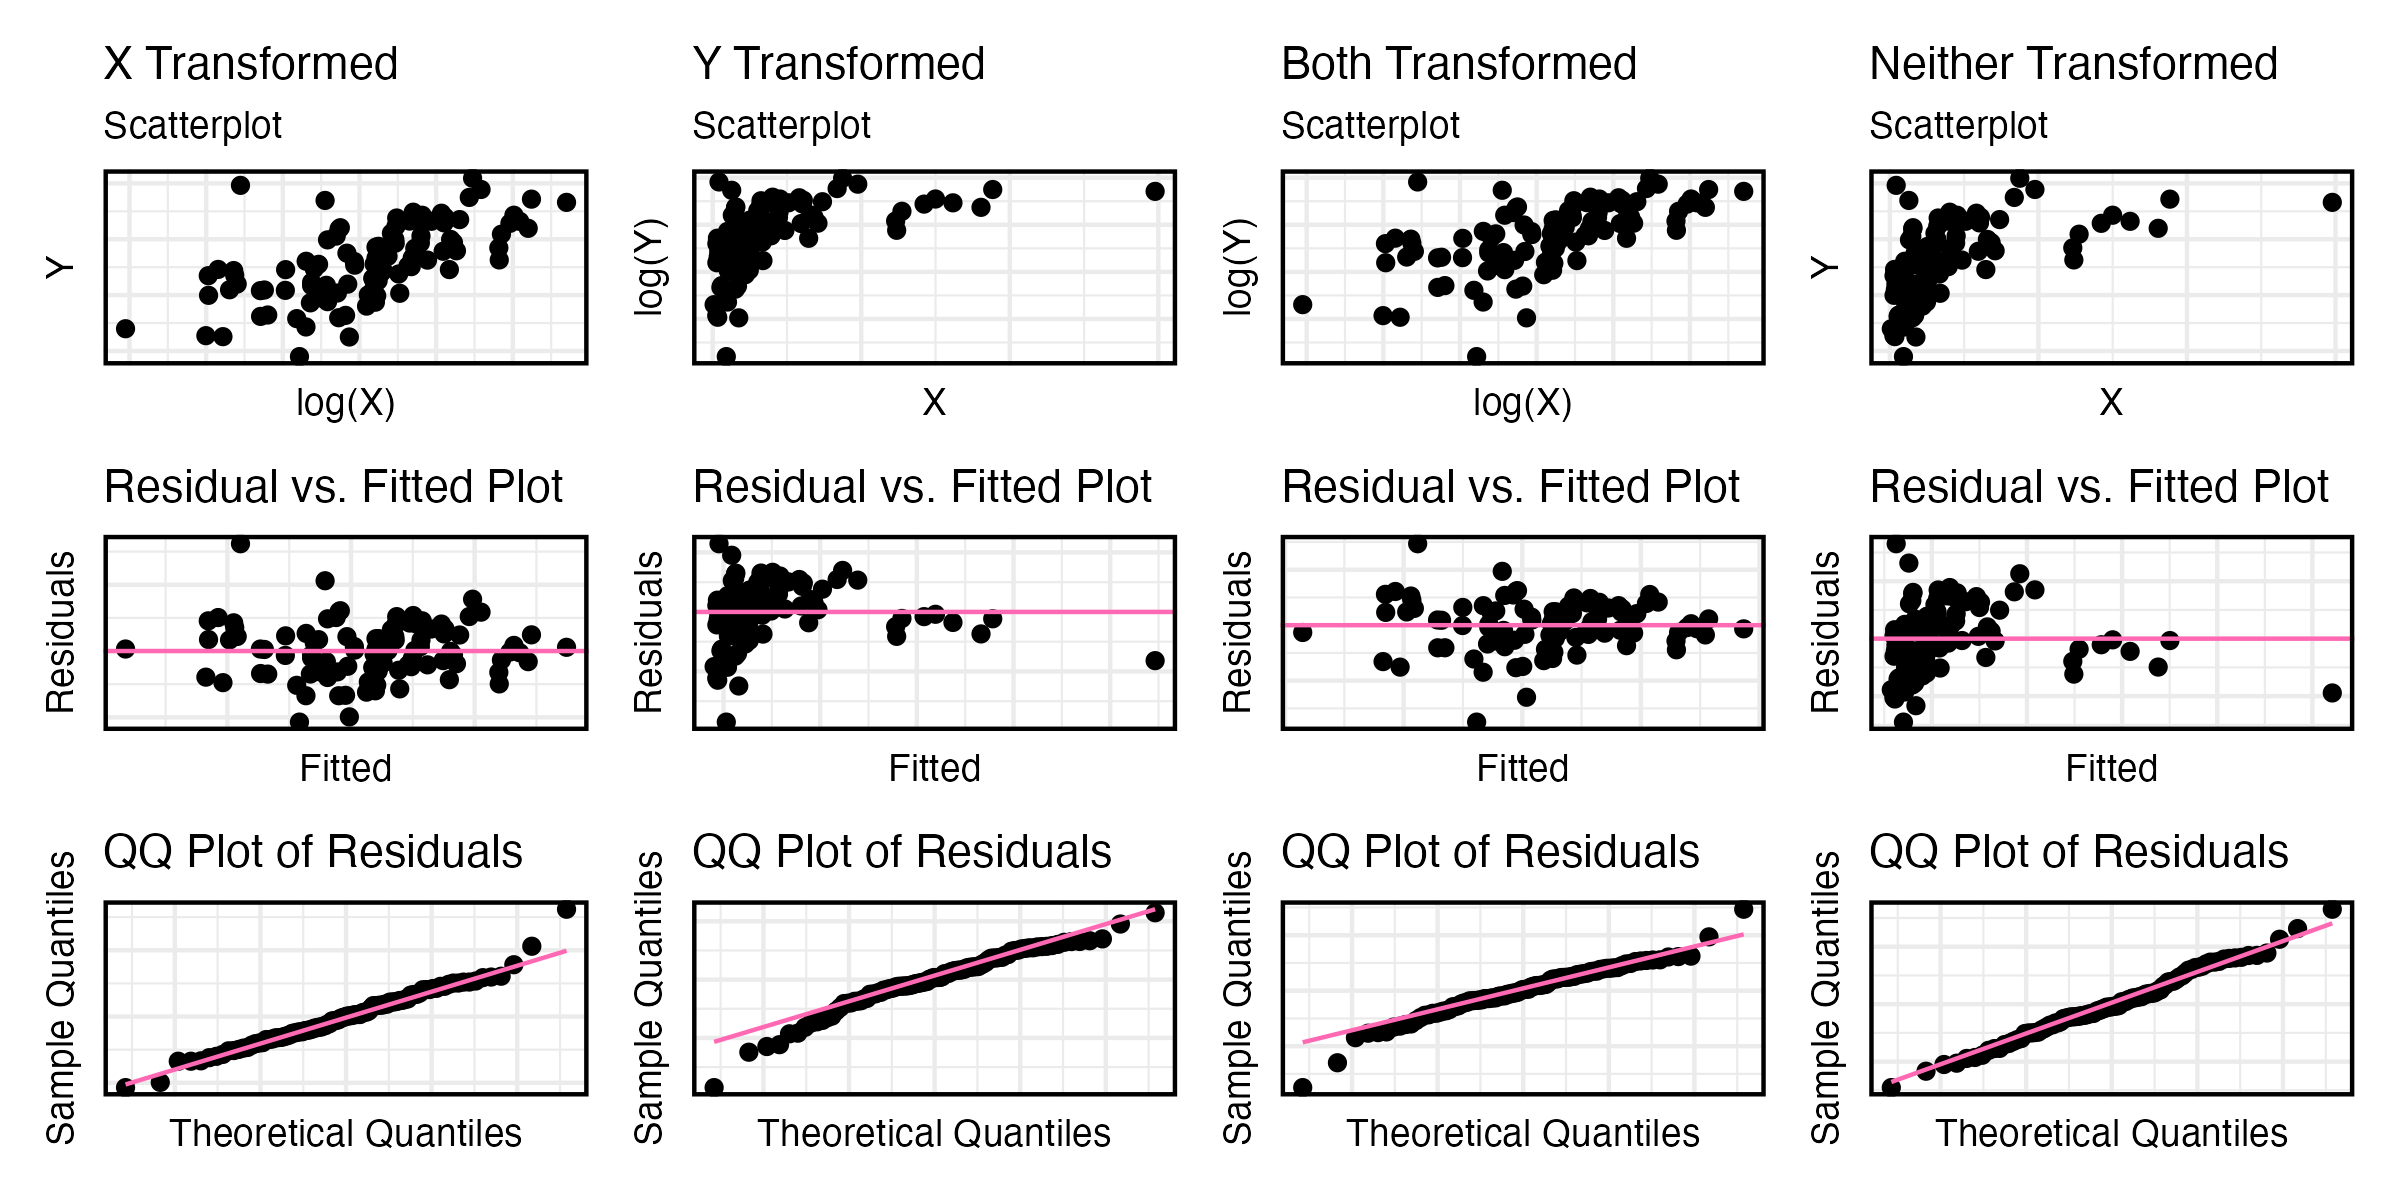 X Transformed
Y Transformed
Both Transformed
Neither Transformed
Scatterplot
Scatterplot
Scatterplot
Scatterplot
Y
log(Y)
log(Y)
Y
log(X)
X
log(X)
X
Residual vs. Fitted Plot
Residual vs. Fitted Plot
Residual vs. Fitted Plot
Residual vs. Fitted Plot
Residuals
Residuals
Residuals
Residuals
Fitted
Fitted
Fitted
Fitted
QQ Plot of Residuals
QQ Plot of Residuals
QQ Plot of Residuals
QQ Plot of Residuals
Sample Quantiles
Sample Quantiles
Sample Quantiles
Sample Quantiles
Theoretical Quantiles
Theoretical Quantiles
Theoretical Quantiles
Theoretical Quantiles